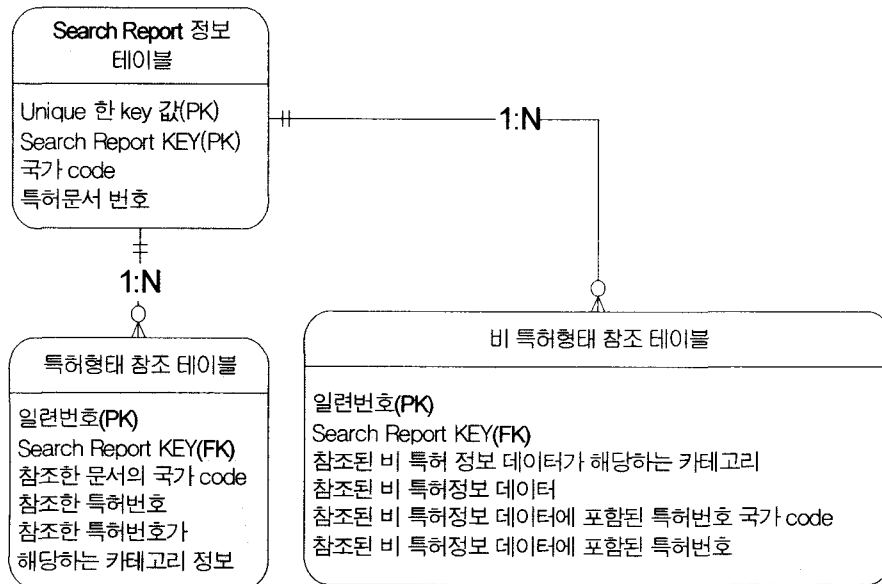 Search Report 정보
테이블
Unique 한 key 값(PK)
Search Report KEY(PK)
국가 code
특허문서 번호
1:N
1:N
특허형태 참조 테이블
일련번호(PK)
Search Report KEY(FK)
참조한 문서의 국가 code
참조한 특허번호
참조한 특허번호가
해당하는 카테고리 정보
비 특허형태 참조 테이블
일련번호(PK)
Search Report KEY(FK)
참조된 비 특허 정보 데이터가 해당하는 카테고리
참조된 비 특허정보 데이터
참조된 비 특허정보 데이터에 포함된 특허번호 국가 code
참조된 비 특허정보 데이터에 포함된 특허번호